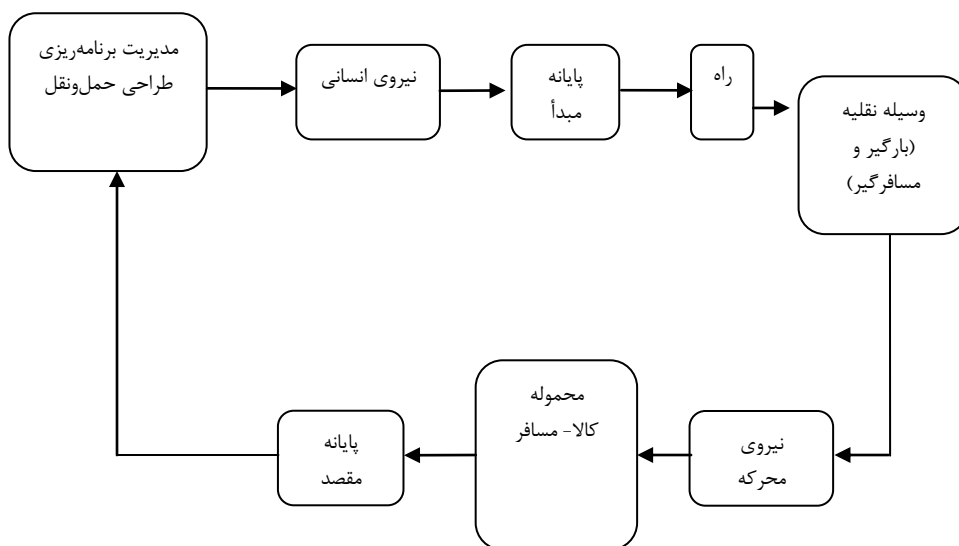 مدیریت برنامه‌ریزی
طراحی حمل‌ونقل
نیروی انسانی
پایانه
مبدأ
راه
وسیله نقلیه
(بارگیر و
مسافرگیر)
نیروی
محرکه
محموله
کالا- مسافر
پایانه
مقصد